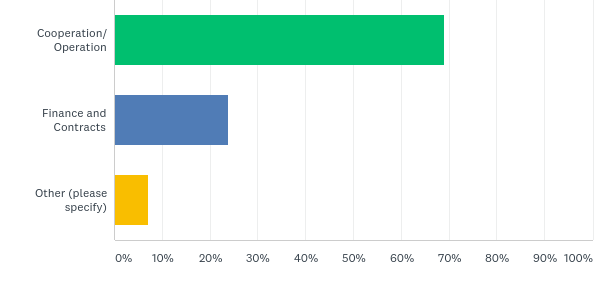 Cooperation/
Operation
Finance and
Contracts
Other (please
specify)
0% 10% 20% 30% 40% 50% 60% 70% 80% 90% 100%